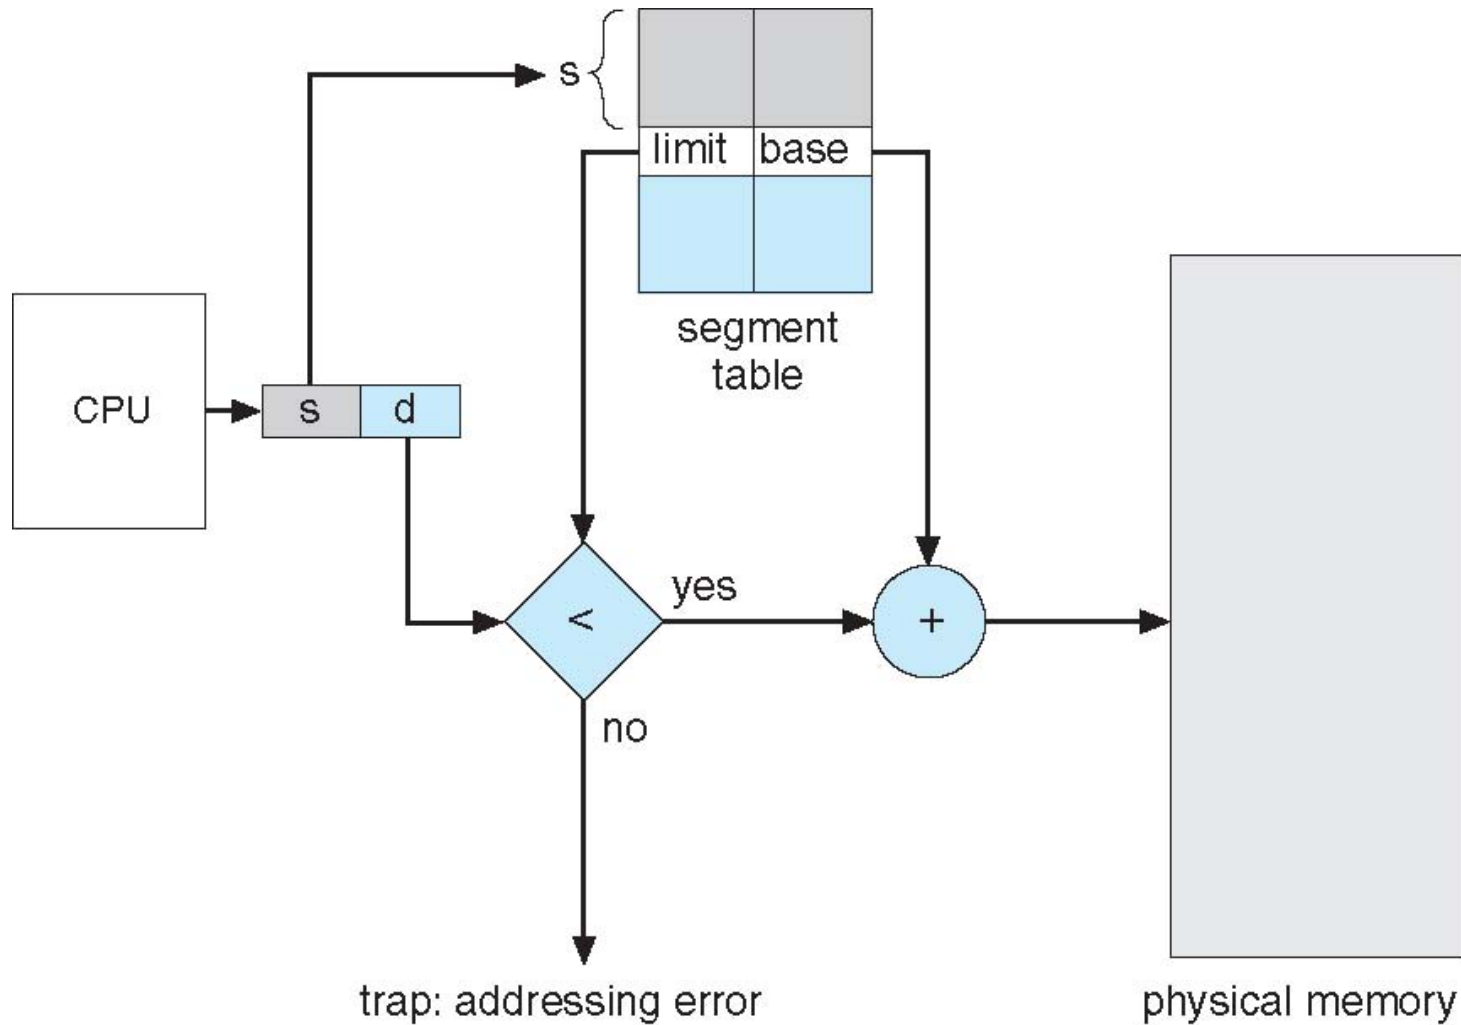 s
limit base
segment
table
CPU
s d
<
yes
+
no
trap: addressing error
physical memory